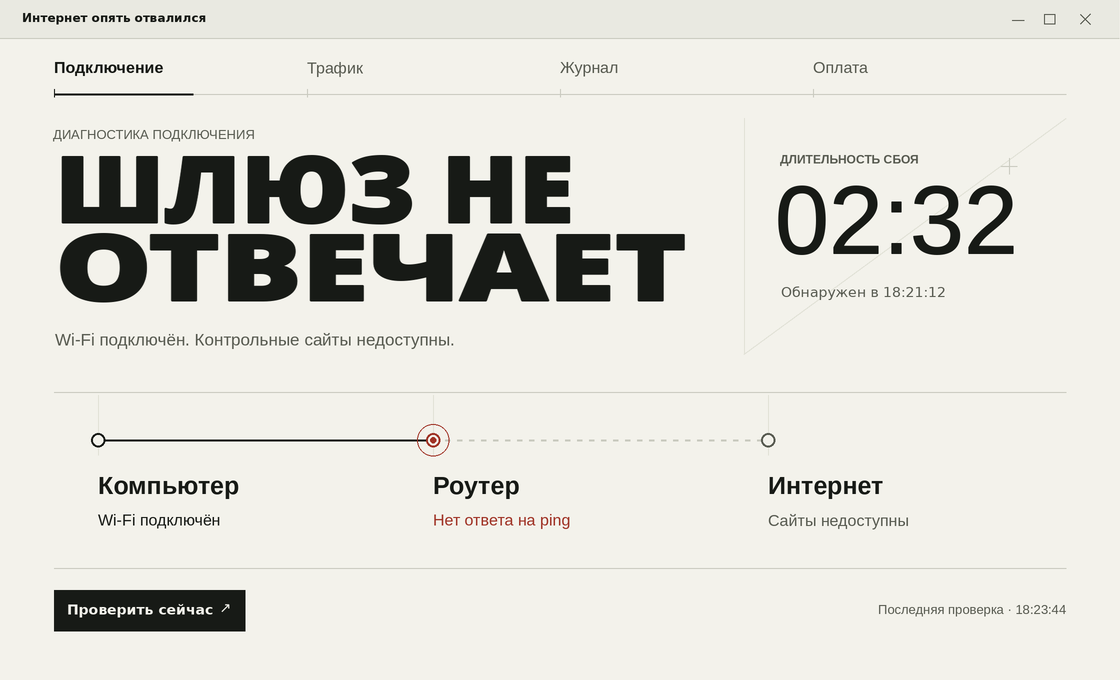 Интернет опять отвалился
Подключение
Трафик
Журнал
Оплата
ДИАГНОСТИКА ПОДКЛЮЧЕНИЯ
ШЛЮЗ НЕ
ОТВЕЧАЕТ
Wi-Fi подключён. Контрольные сайты недоступны.
ДЛИТЕЛЬНОСТЬ СБОЯ
02:32
Обнаружен в 18:21:12
Компьютер
Wi-Fi подключён
Роутер
Нет ответа на ping
Интернет
Сайты недоступны
Проверить сейчас ↗
Последняя проверка · 18:23:44